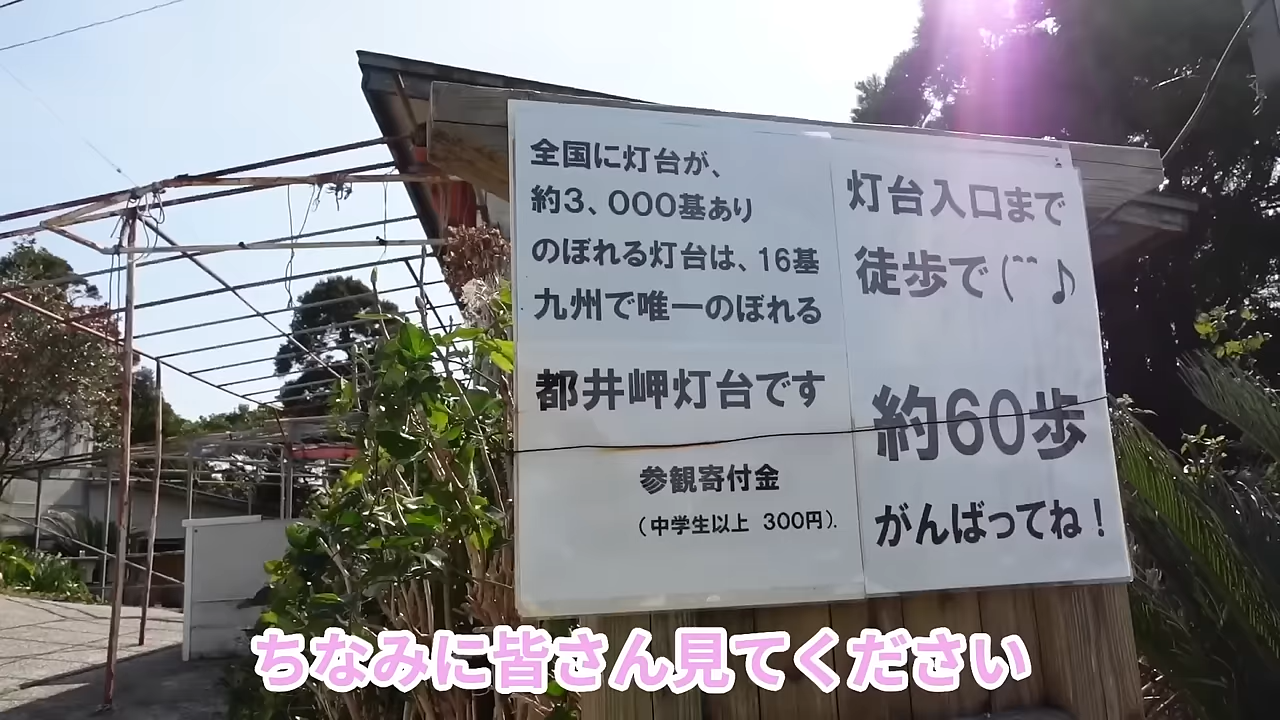 全国に灯台が、
約3、000基あり
のぼれる灯台は、16基
九州で唯一のぼれる
都井岬灯台です
参観寄付金
(中学生以上 300円).
灯台入口まで
徒歩で(^^♪
約60歩
がんばってね!
ちなみに皆さん見てください